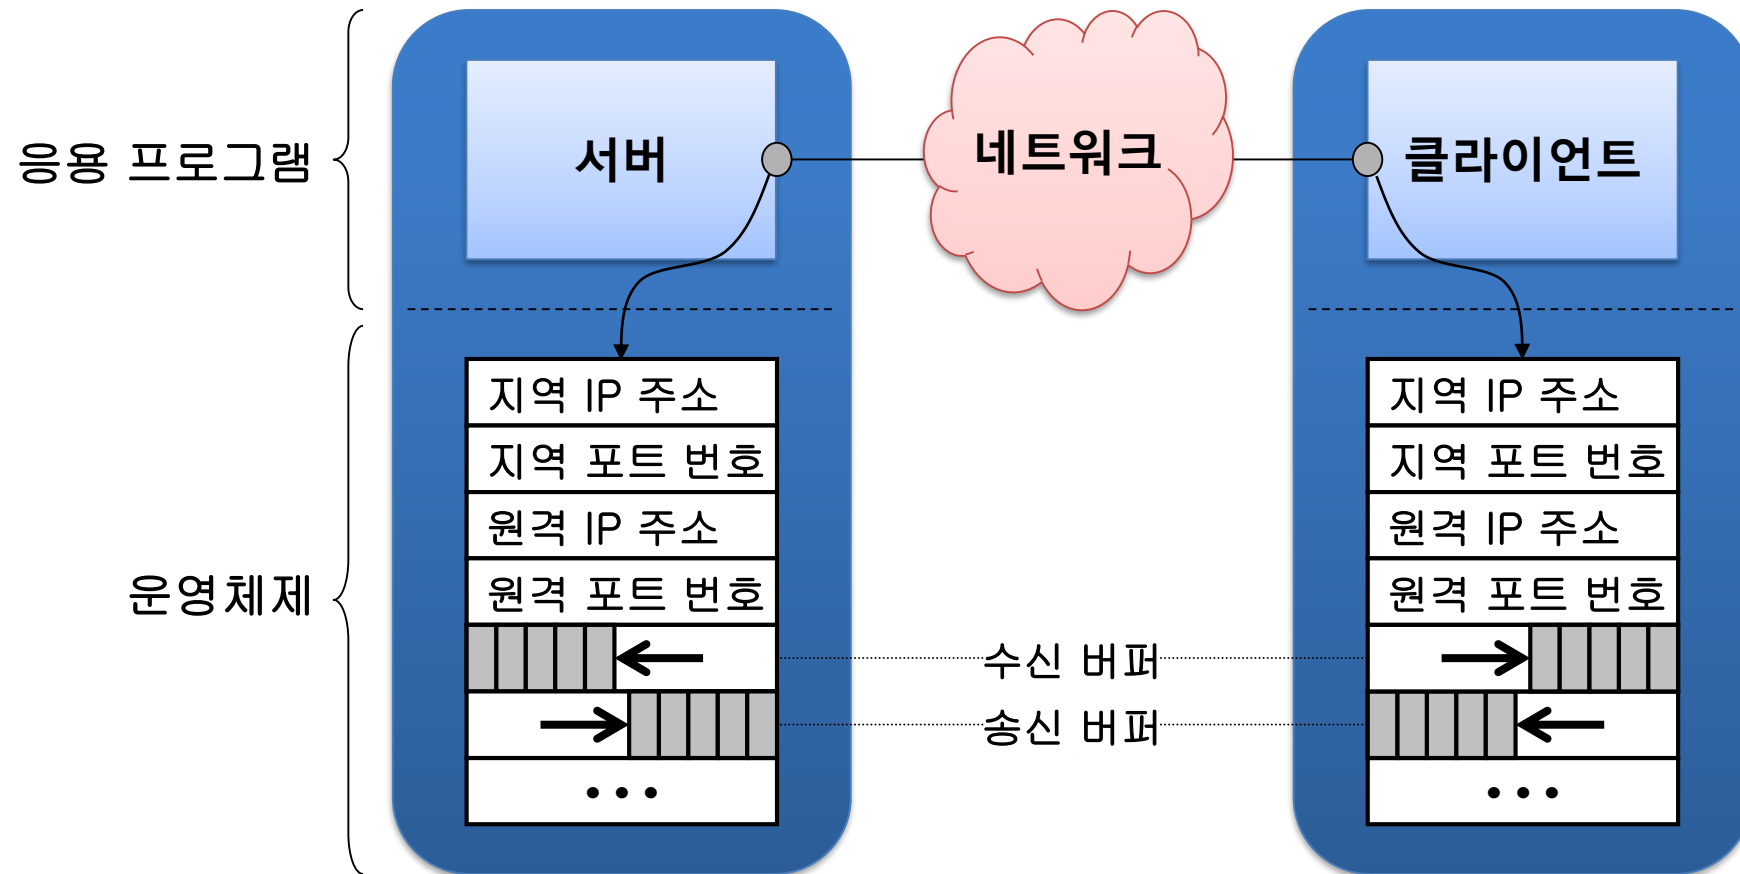 응용 프로그램
서버
네트워크
클라이언트
운영체제
지역 IP 주소
지역 포트 번호
원격 IP 주소
원격 포트 번호
...
수신 버퍼
송신 버퍼
지역 IP 주소
지역 포트 번호
원격 IP 주소
원격 포트 번호
...